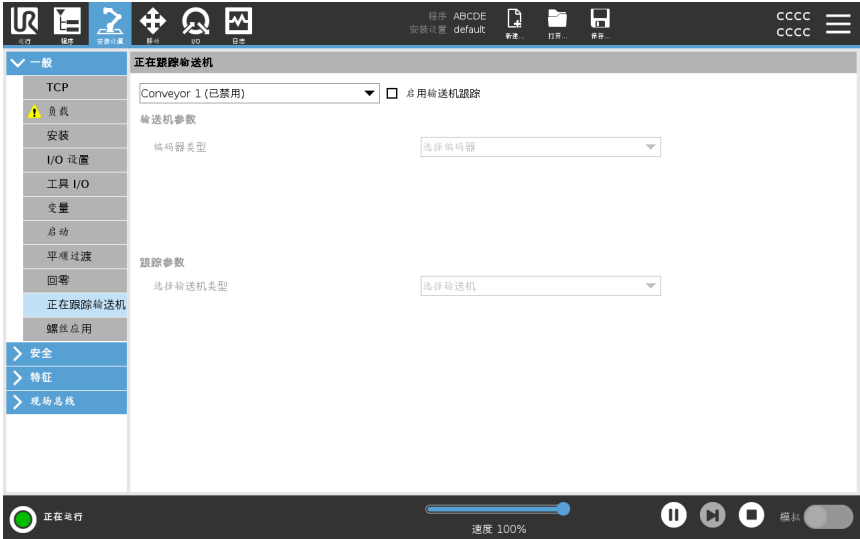 UR
运行
程序
安装设置
移动
I/O
日志
程序 ABCDE
安装设置 default
新建...
打开...
保存...
CCCC
CCCC
一般
TCP
负载
安装
I/O 设置
工具 I/O
变量
启动
平顺过渡
回零
正在跟踪输送机
螺丝应用
安全
特征
现场总线
正在跟踪输送机
Conveyor 1 (已禁用)
启用输送机跟踪
输送机参数
编码器类型
选择编码器
跟踪参数
选择输送机类型
选择输送机
正在运行
速度 100%
模拟